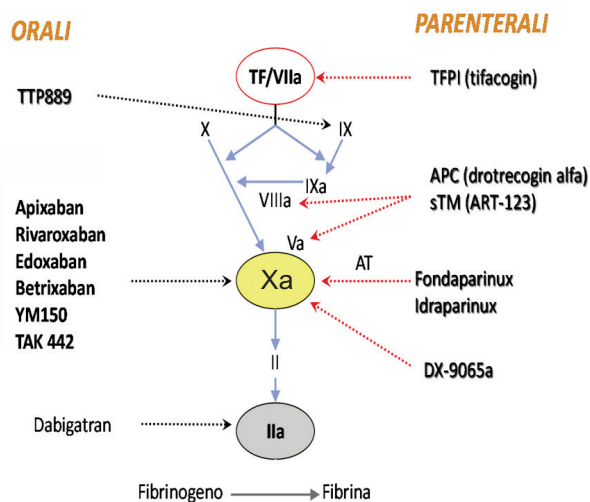 ORALI
PARENTERALI
TF/VIIa
TFPI (tifacogin)
TTP889
X
IX
IXa
VIIIa
APC (drotrecogin alfa)
sTM (ART-123)
Va
AT
Apixaban
Rivaroxaban
Edoxaban
Betrixaban
YM150
TAK 442
Xa
Fondaparinux
Idraparinux
II
DX-9065a
Dabigatran
IIa
Fibrinogeno
Fibrina